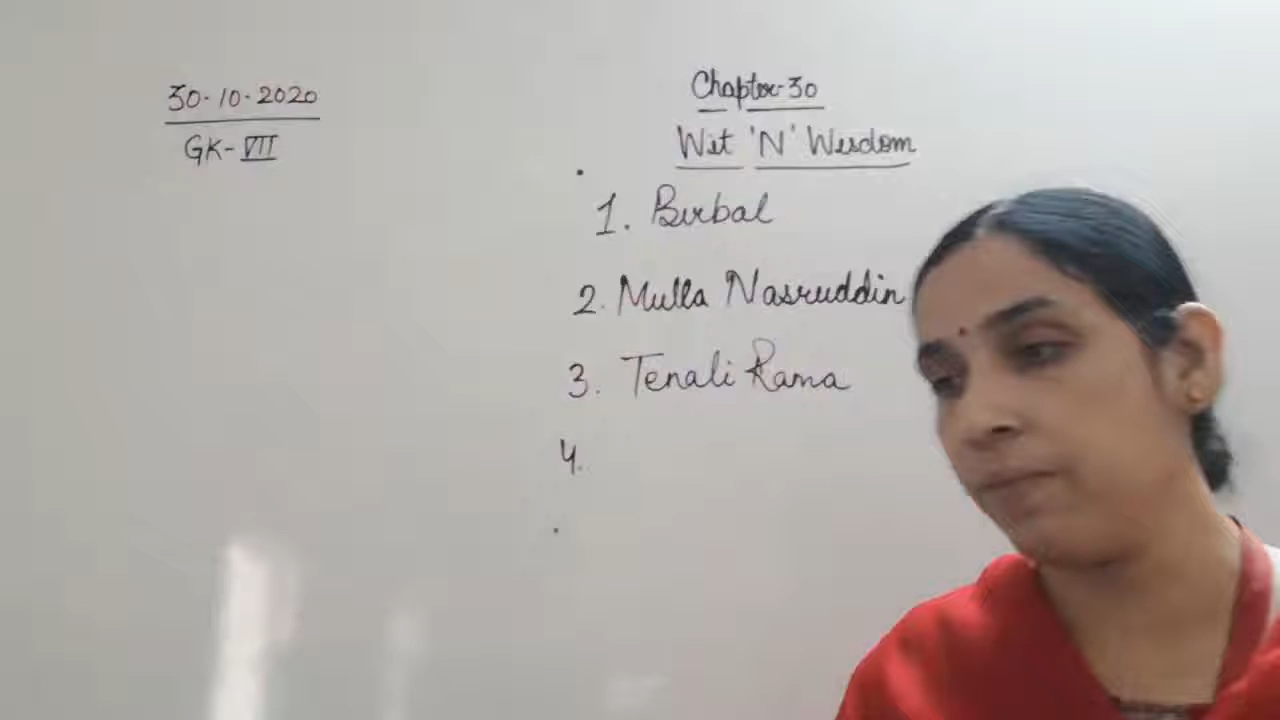 30.10.2020
GK-VII
Chapter-30
Wit 'N' Wisdom
1. Birbal
2. Mulla Nasruddin
3. Tenali Rama
4.